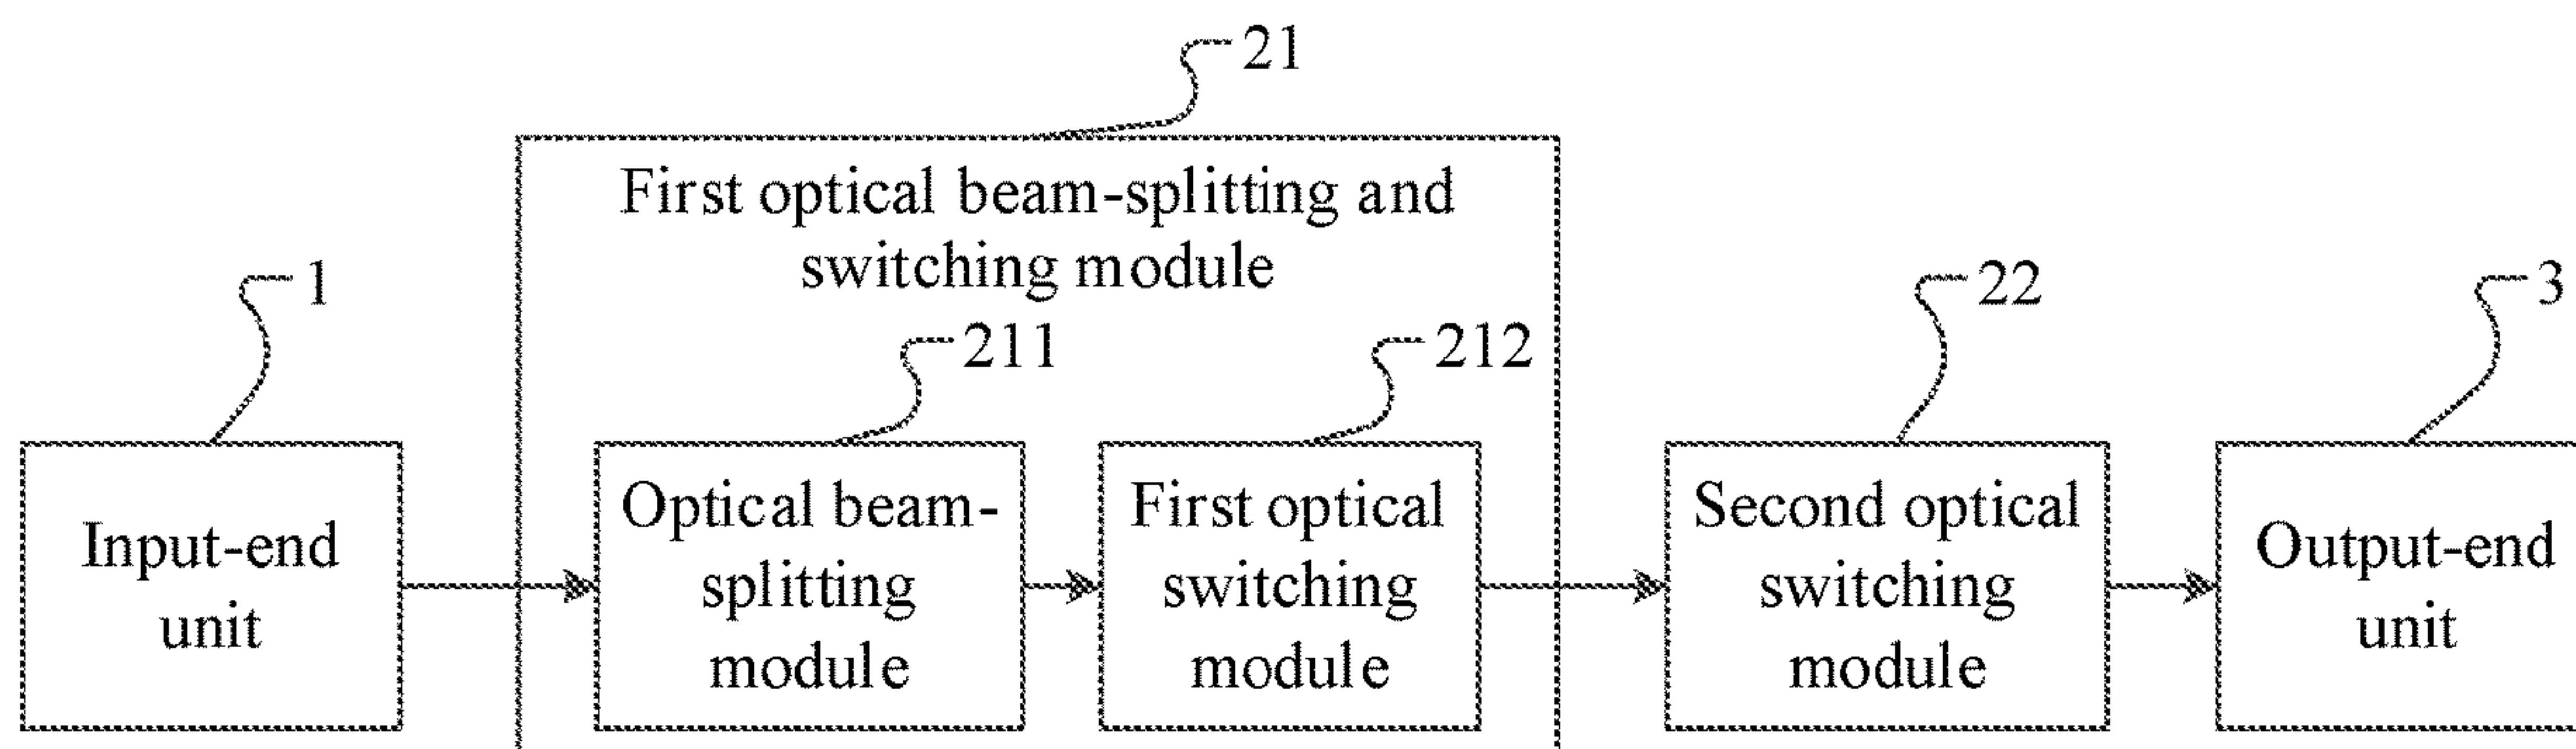 21
First optical beam-splitting and
switching module
1
22
3
211
212
Input-end
unit
Optical beam-
splitting
module
First optical
switching
module
Second optical
switching
module
Output-end
unit